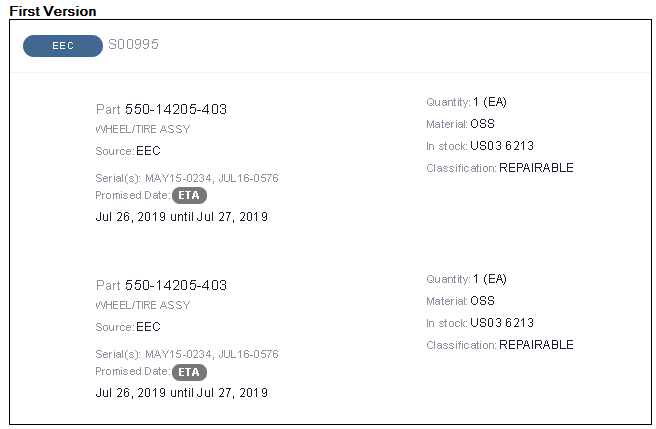 First Version
EEC S00995
Part 550-14205-403
WHEEL/TIRE ASSY
Source: EEC
Serial(s): MAY15-0234, JUL16-0576
Promised Date: ETA
Jul 26, 2019 until Jul 27, 2019
Quantity: 1 (EA)
Material: OSS
In stock: US03 6213
Classification: REPAIRABLE
Part 550-14205-403
WHEEL/TIRE ASSY
Source: EEC
Serial(s): MAY15-0234, JUL16-0576
Promised Date: ETA
Jul 26, 2019 until Jul 27, 2019
Quantity: 1 (EA)
Material: OSS
In stock: US03 6213
Classification: REPAIRABLE